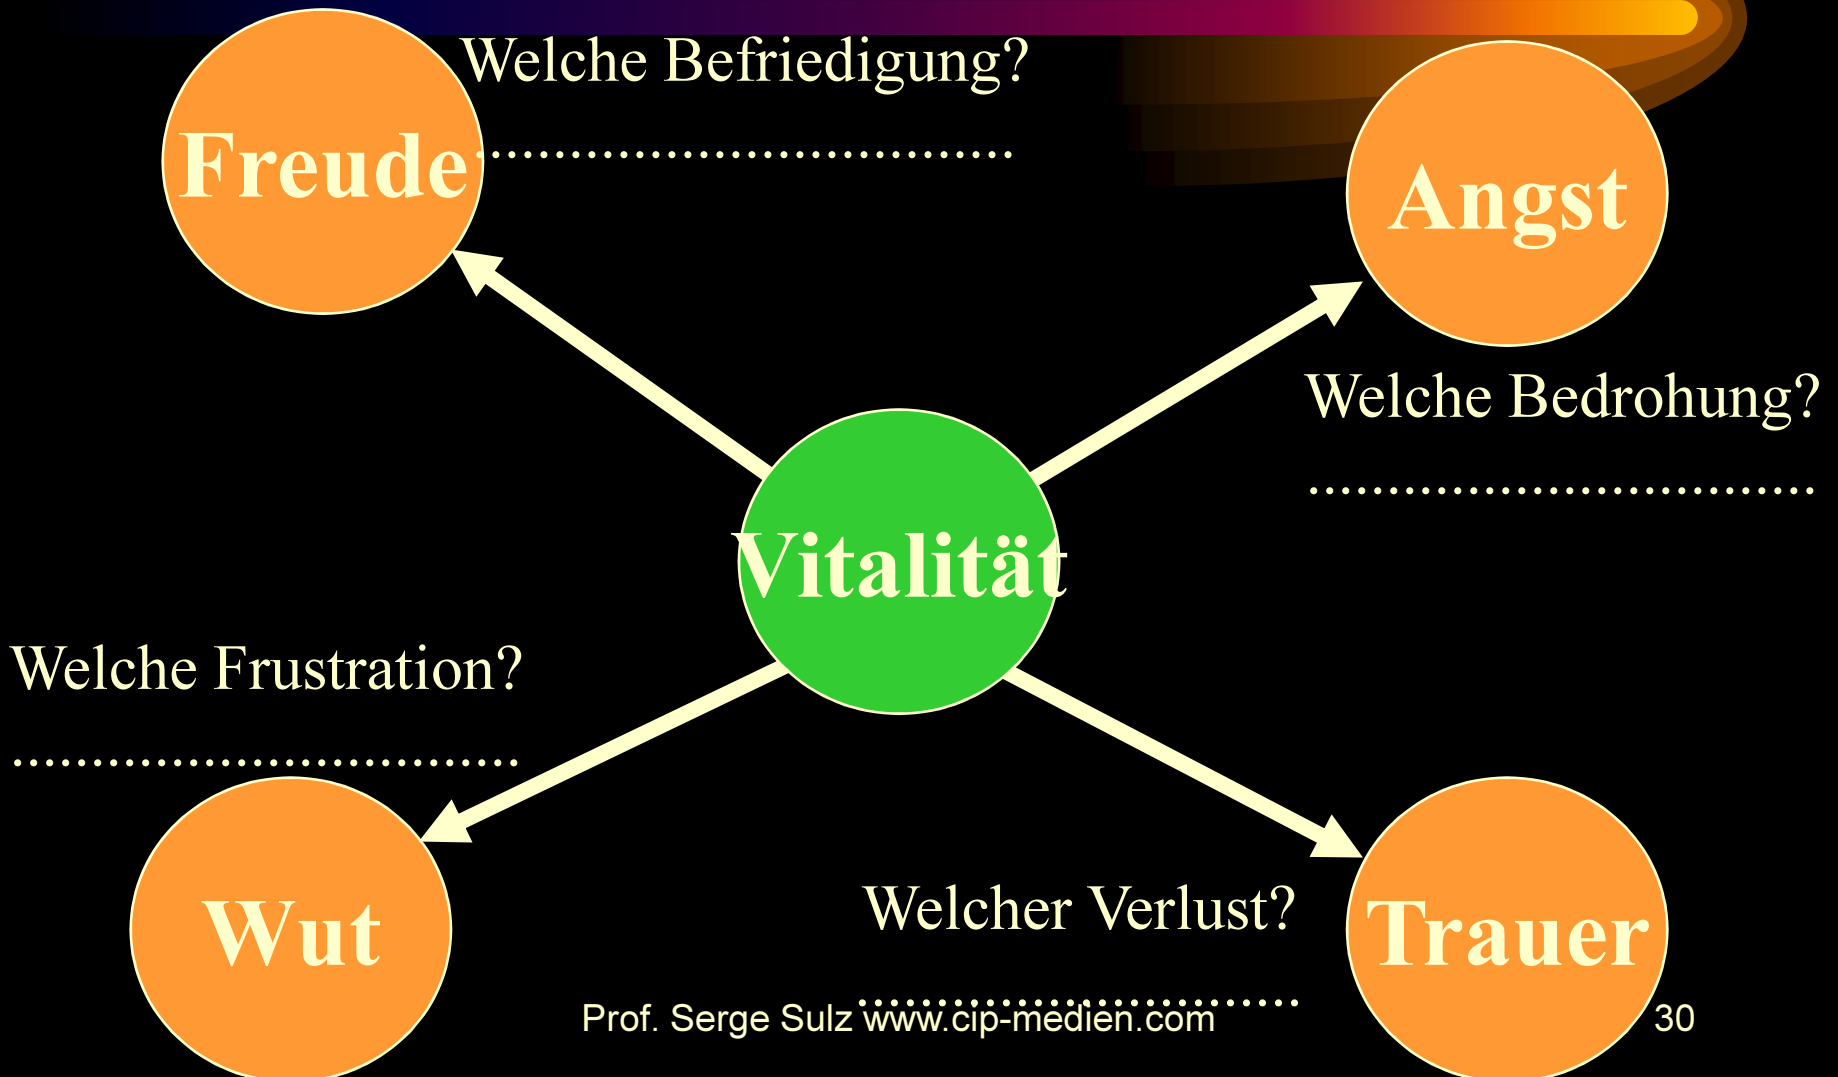 Welche Befriedigung?
Freude
................................
Angst
Welche Bedrohung?
................................
Vitalität
Welche Frustration?
................................
Wut
Welcher Verlust?
............................
Trauer
Prof. Serge Sulz www.cip-medien.com
30